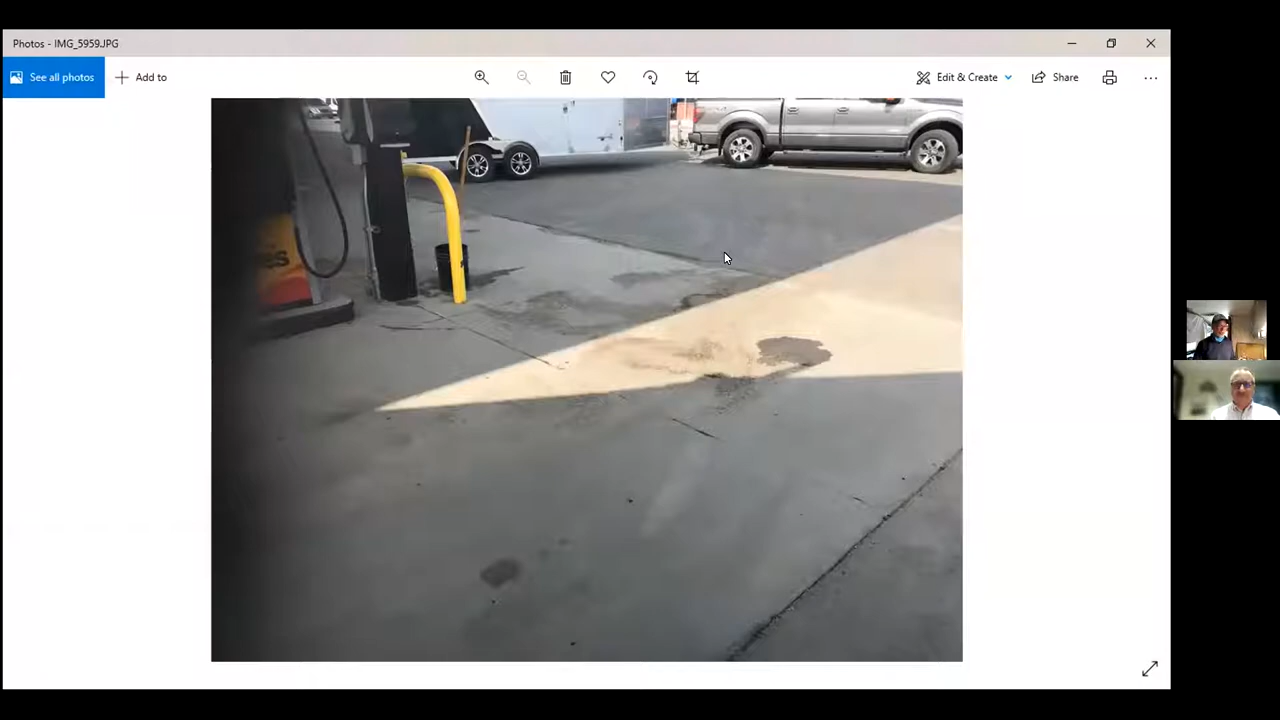 Photos - IMG_5959.JPG
See all photos
Add to
Edit & Create
Share